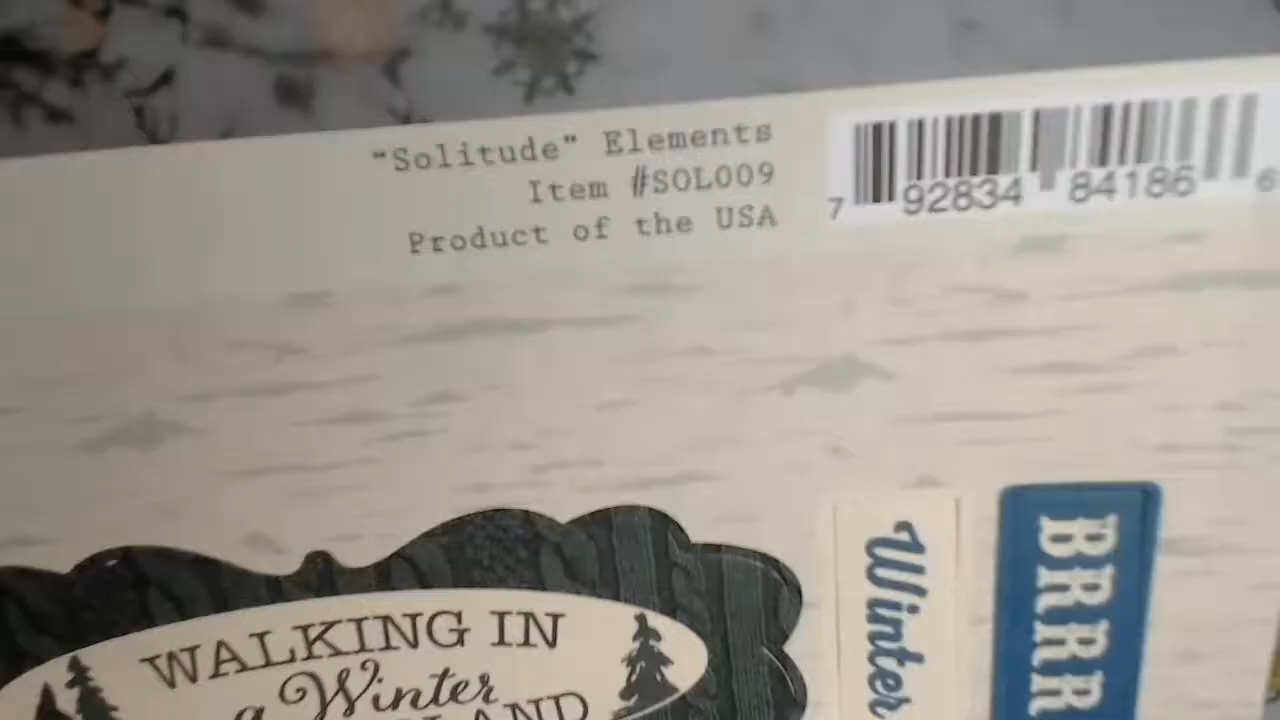 "Solitude" Elements
Item #SOL009
Product of the USA
7 92834 84186 6
WALKING IN
a Winter
Winter
BRRR